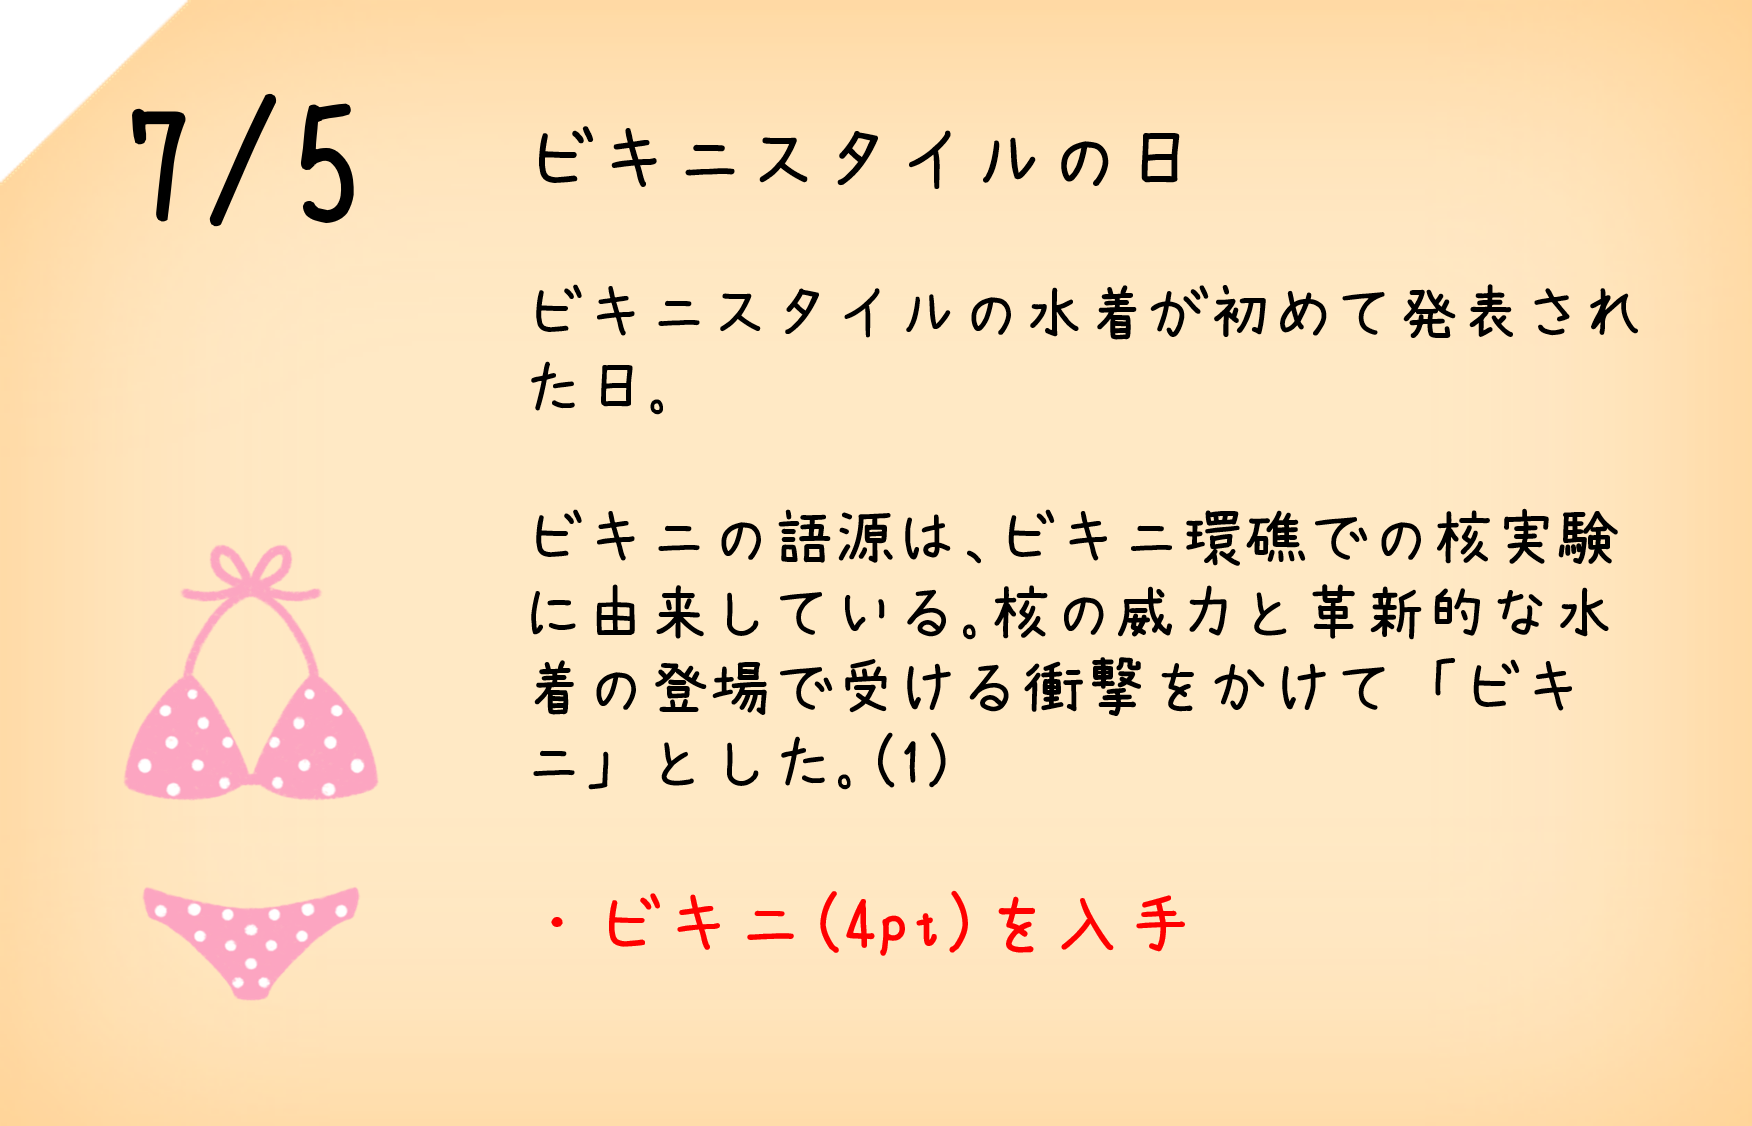 7/5
ビキニスタイルの日
ビキニスタイルの水着が初めて発表され
た日。
ビキニの語源は、ビキニ環礁での核実験
に由来している。核の威力と革新的な水
着の登場で受ける衝撃をかけて「ビキ
ニ」とした。(1)
・ビキニ(4pt)を入手